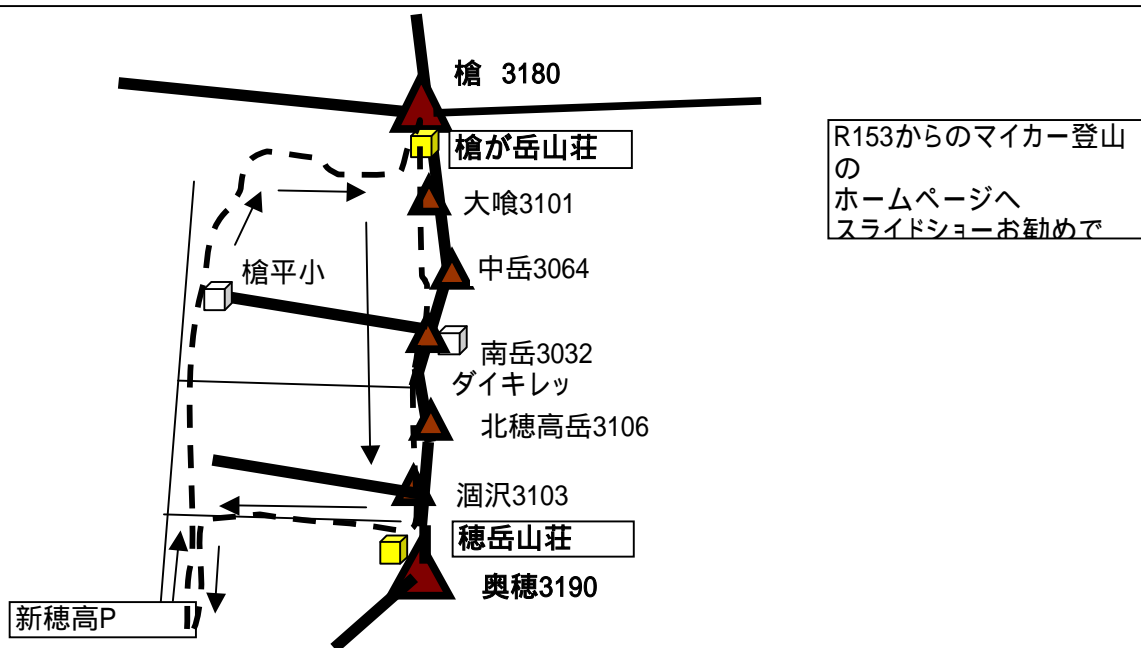 槍 3180
槍が岳山荘
R153からのマイカー登山
の
ホームページへ
スライドショーお勧めで
大喰3101
中岳3064
槍平小
南岳3032
ダイキレッ
北穂高岳3106
涸沢3103
穂岳山荘
奥穂3190
新穂高P